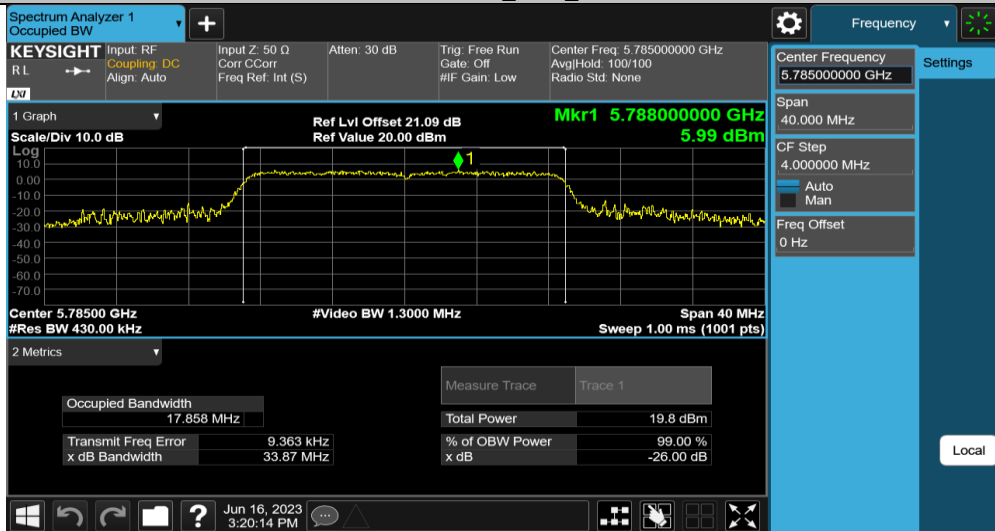 Spectrum Analyzer 1
Occupied BW
Frequency
KEYSIGHT
R L
LXI
Input: RF
Coupling: DC
Align: Auto
Input Z: 50 Ω
Corr CCorr
Freq Ref: Int (S)
Atten: 30 dB
Trig: Free Run
Gate: Off
#IF Gain: Low
Center Freq: 5.785000000 GHz
Avg|Hold: 100/100
Radio Std: None
Center Frequency
5.785000000 GHz
Settings
Span
40.000 MHz
CF Step
4.000000 MHz
Auto
Man
Freq Offset
0 Hz
1 Graph
Scale/Div 10.0 dB
Ref Lvl Offset 21.09 dB
Ref Value 20.00 dBm
Mkr1 5.788000000 GHz
5.99 dBm
Log
1
10.0
0.00
-10.0
-20.0
-30.0
-40.0
-50.0
-60.0
-70.0
Center 5.78500 GHz
#Video BW 1.3000 MHz
Span 40 MHz
#Res BW 430.00 kHz
Sweep 1.00 ms (1001 pts)
2 Metrics
Measure Trace
Trace 1
Occupied Bandwidth
17.858 MHz
Total Power
19.8 dBm
Transmit Freq Error
9.363 kHz
% of OBW Power
99.00 %
x dB Bandwidth
33.87 MHz
x dB
-26.00 dB
Local
?
Jun 16, 2023
3:20:14 PM